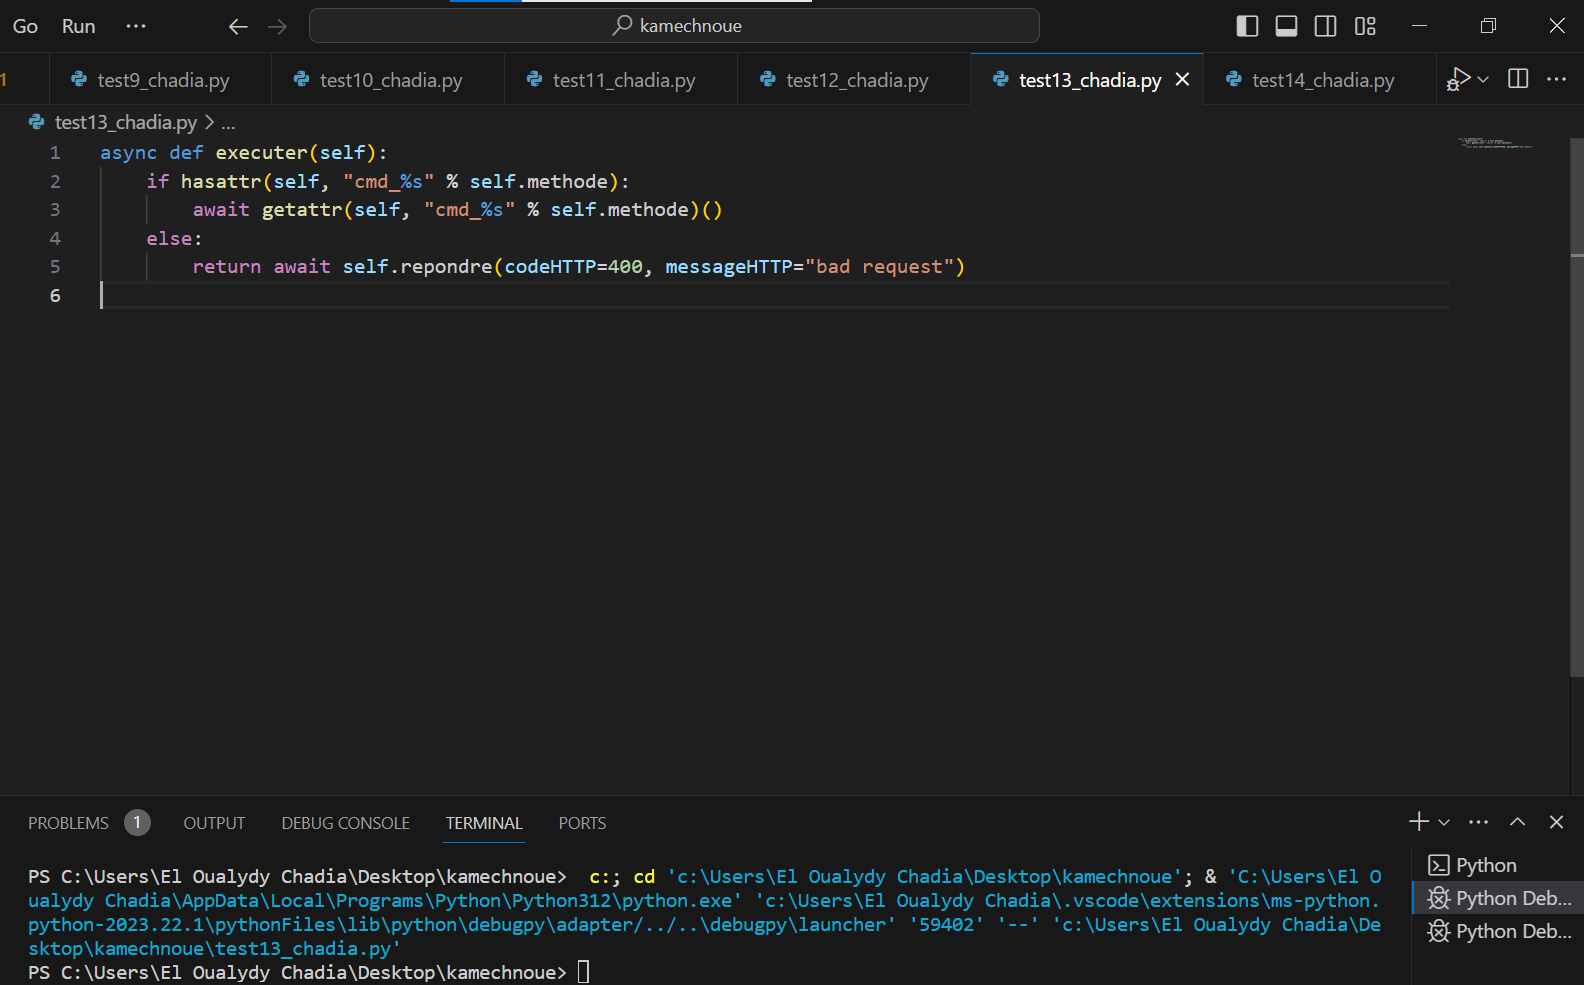 Go Run ··· kamechnoue
1 test9_chadia.py test10_chadia.py test11_chadia.py test12_chadia.py test13_chadia.py test14_chadia.py ···
test13_chadia.py > ...
1 async def executer(self):
2     if hasattr(self, "cmd_%s" % self.methode):
3         await getattr(self, "cmd_%s" % self.methode)()
4     else:
5         return await self.repondre(codeHTTP=400, messageHTTP="bad request")
6
PROBLEMS 1 OUTPUT DEBUG CONSOLE TERMINAL PORTS
PS C:\Users\El Oualydy Chadia\Desktop\kamechnoue>  c:; cd 'c:\Users\El Oualydy Chadia\Desktop\kamechnoue'; & 'C:\Users\El O
ualydy Chadia\AppData\Local\Programs\Python\Python312\python.exe' 'c:\Users\El Oualydy Chadia\.vscode\extensions\ms-python.
python-2023.22.1\pythonFiles\lib\python\debugpy\adapter/../..\debugpy\launcher' '59402' '--' 'c:\Users\El Oualydy Chadia\De
sktop\kamechnoue\test13_chadia.py'
PS C:\Users\El Oualydy Chadia\Desktop\kamechnoue>
Python
Python Deb...
Python Deb...